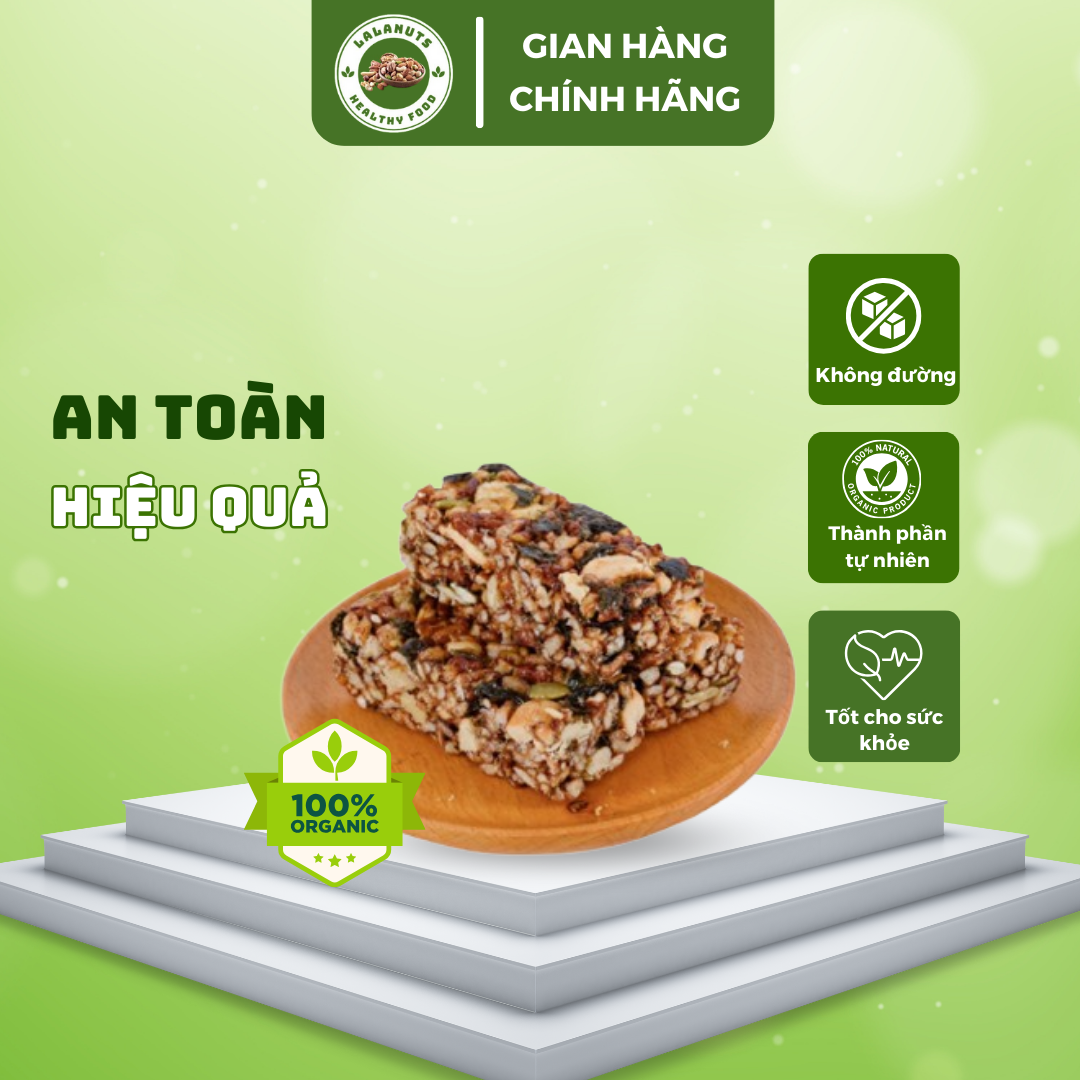 LALANUTS
HEALTHY FOOD
GIAN HÀNG
CHÍNH HÃNG
AN TOÀN
HIỆU QUẢ
Không đường
100% NATURAL
ORGANIC PRODUCT
Thành phần
tự nhiên
Tốt cho sức
khỏe
100%
ORGANIC